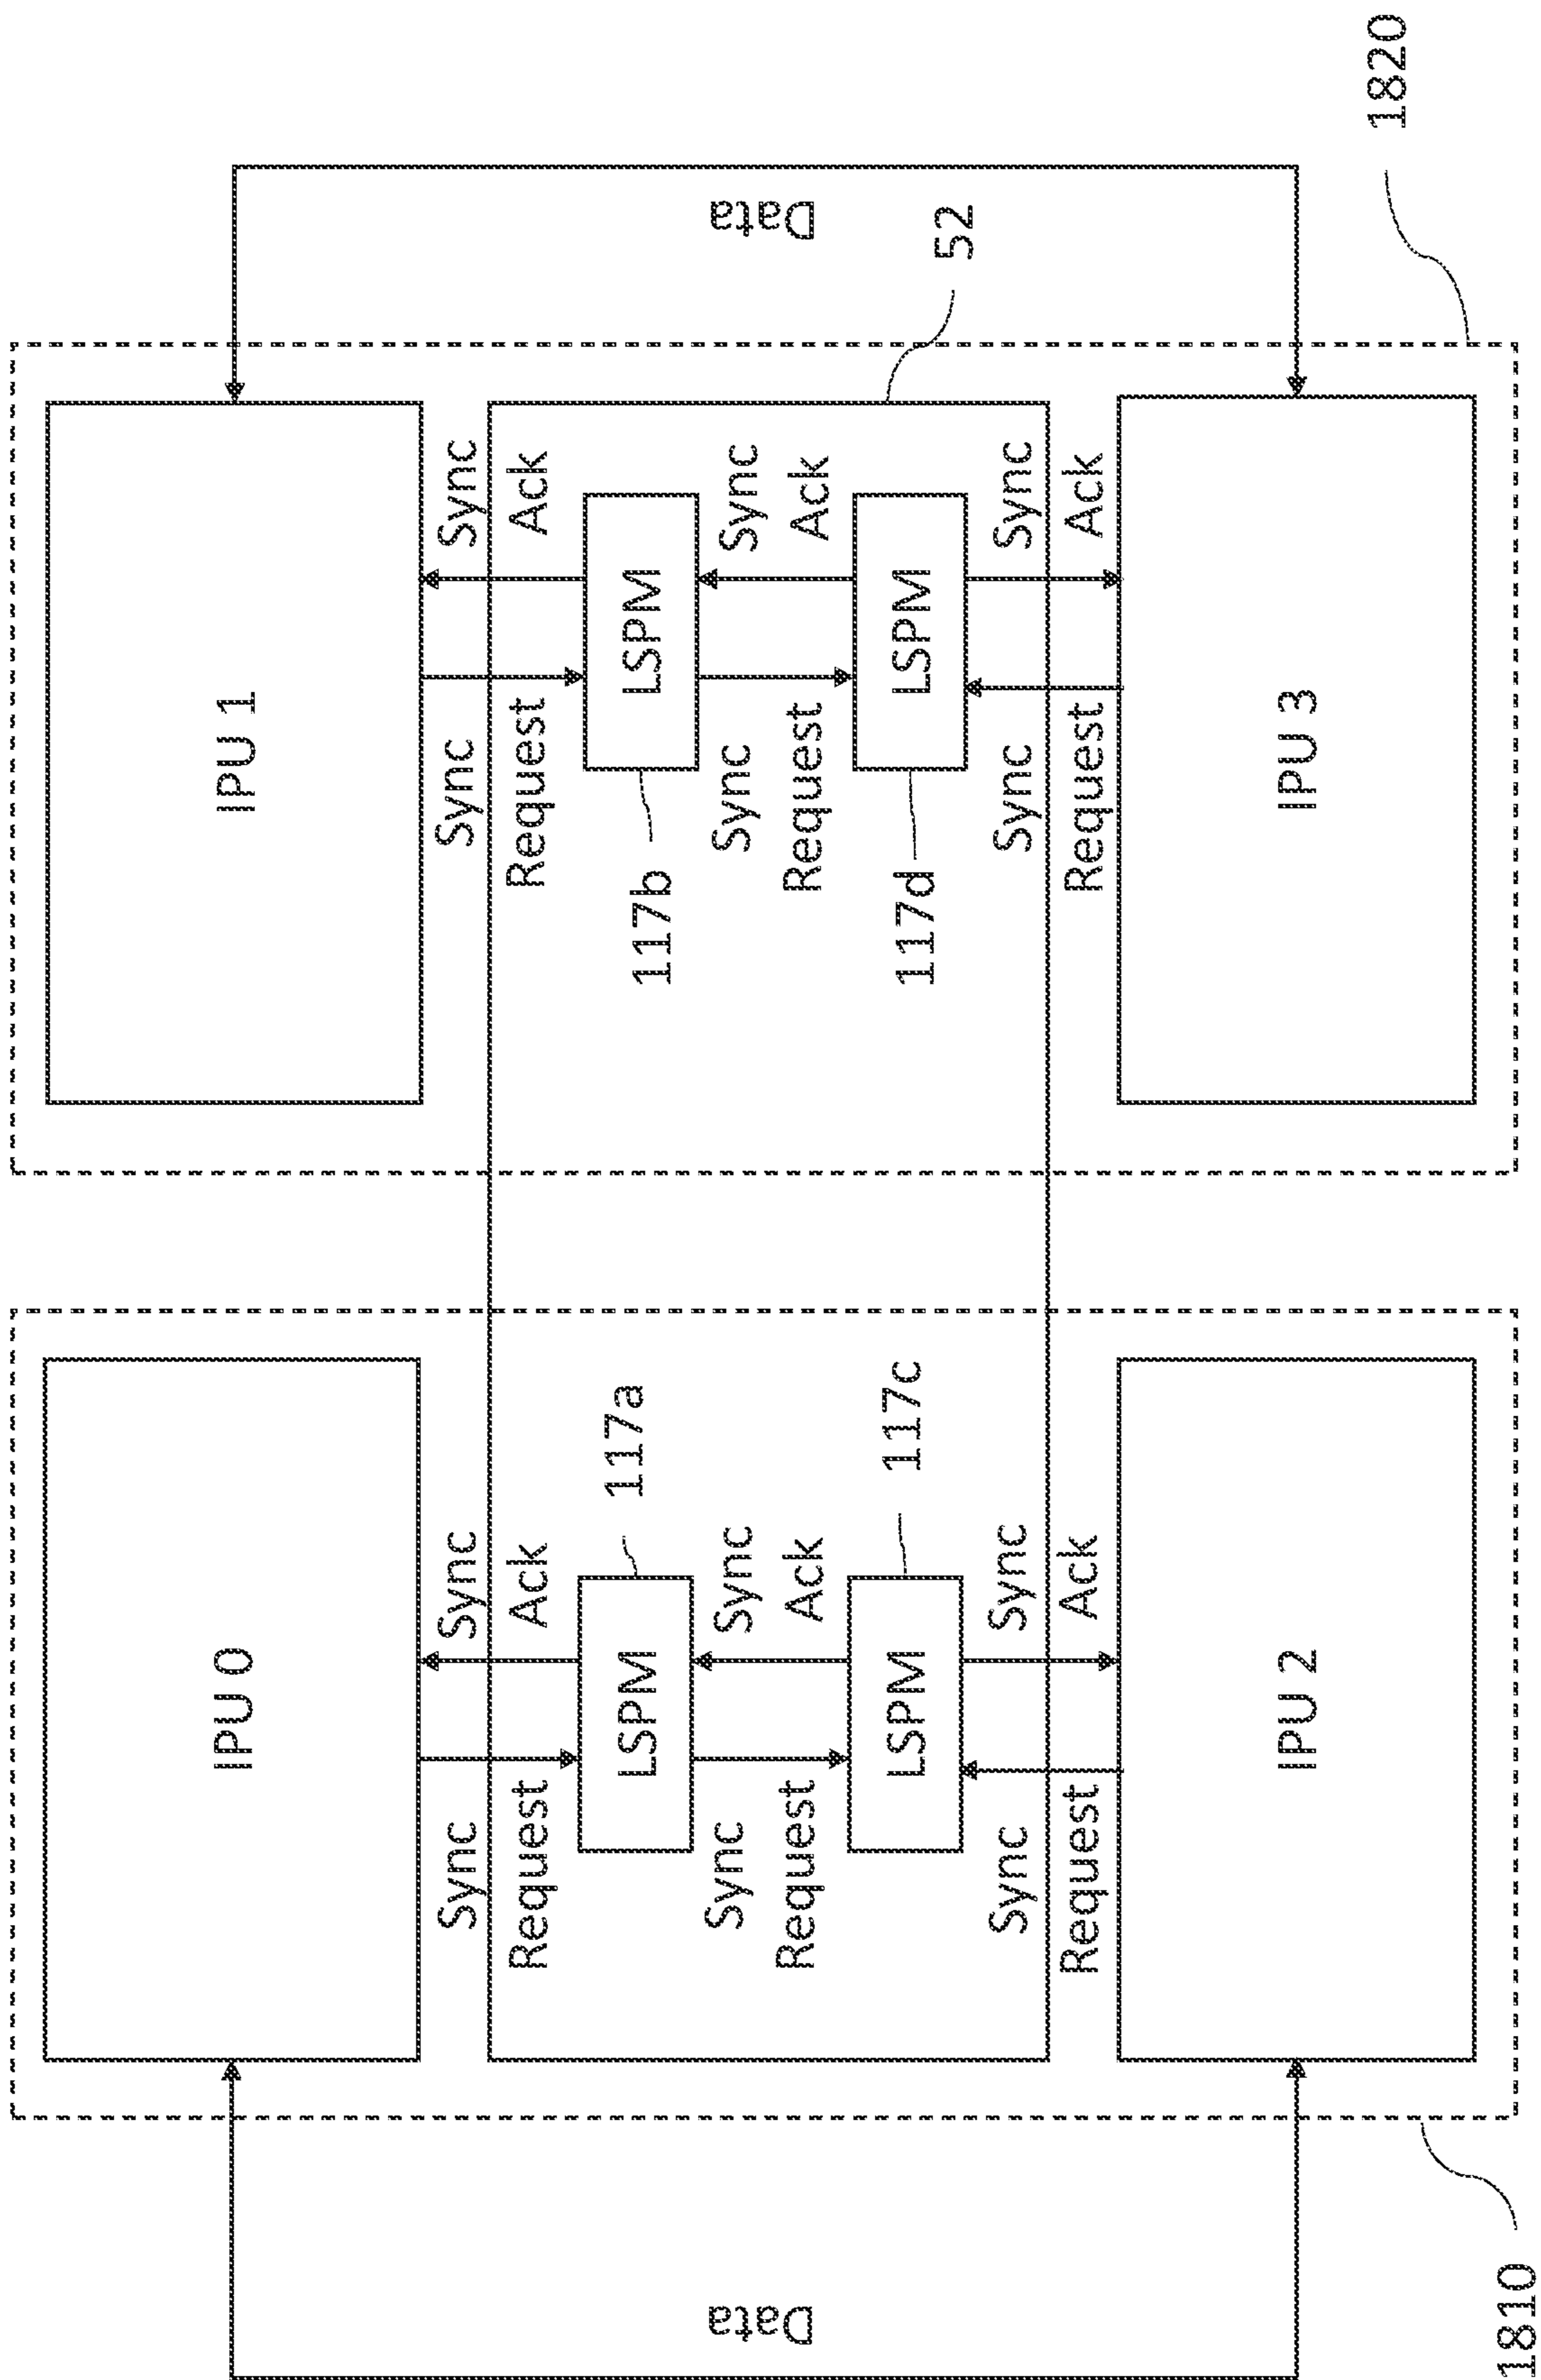 IPU 0
IPU 1
Sync
Request
Sync
Ack
Sync
Request
Sync
Ack
LSPM
117a
117b
LSPM
Data
Sync
Request
Sync
Ack
Sync
Request
Sync
Ack
Data
LSPM
117c
117d
LSPM
52
Sync
Request
Sync
Ack
Sync
Request
Sync
Ack
IPU 2
IPU 3
1820
1810